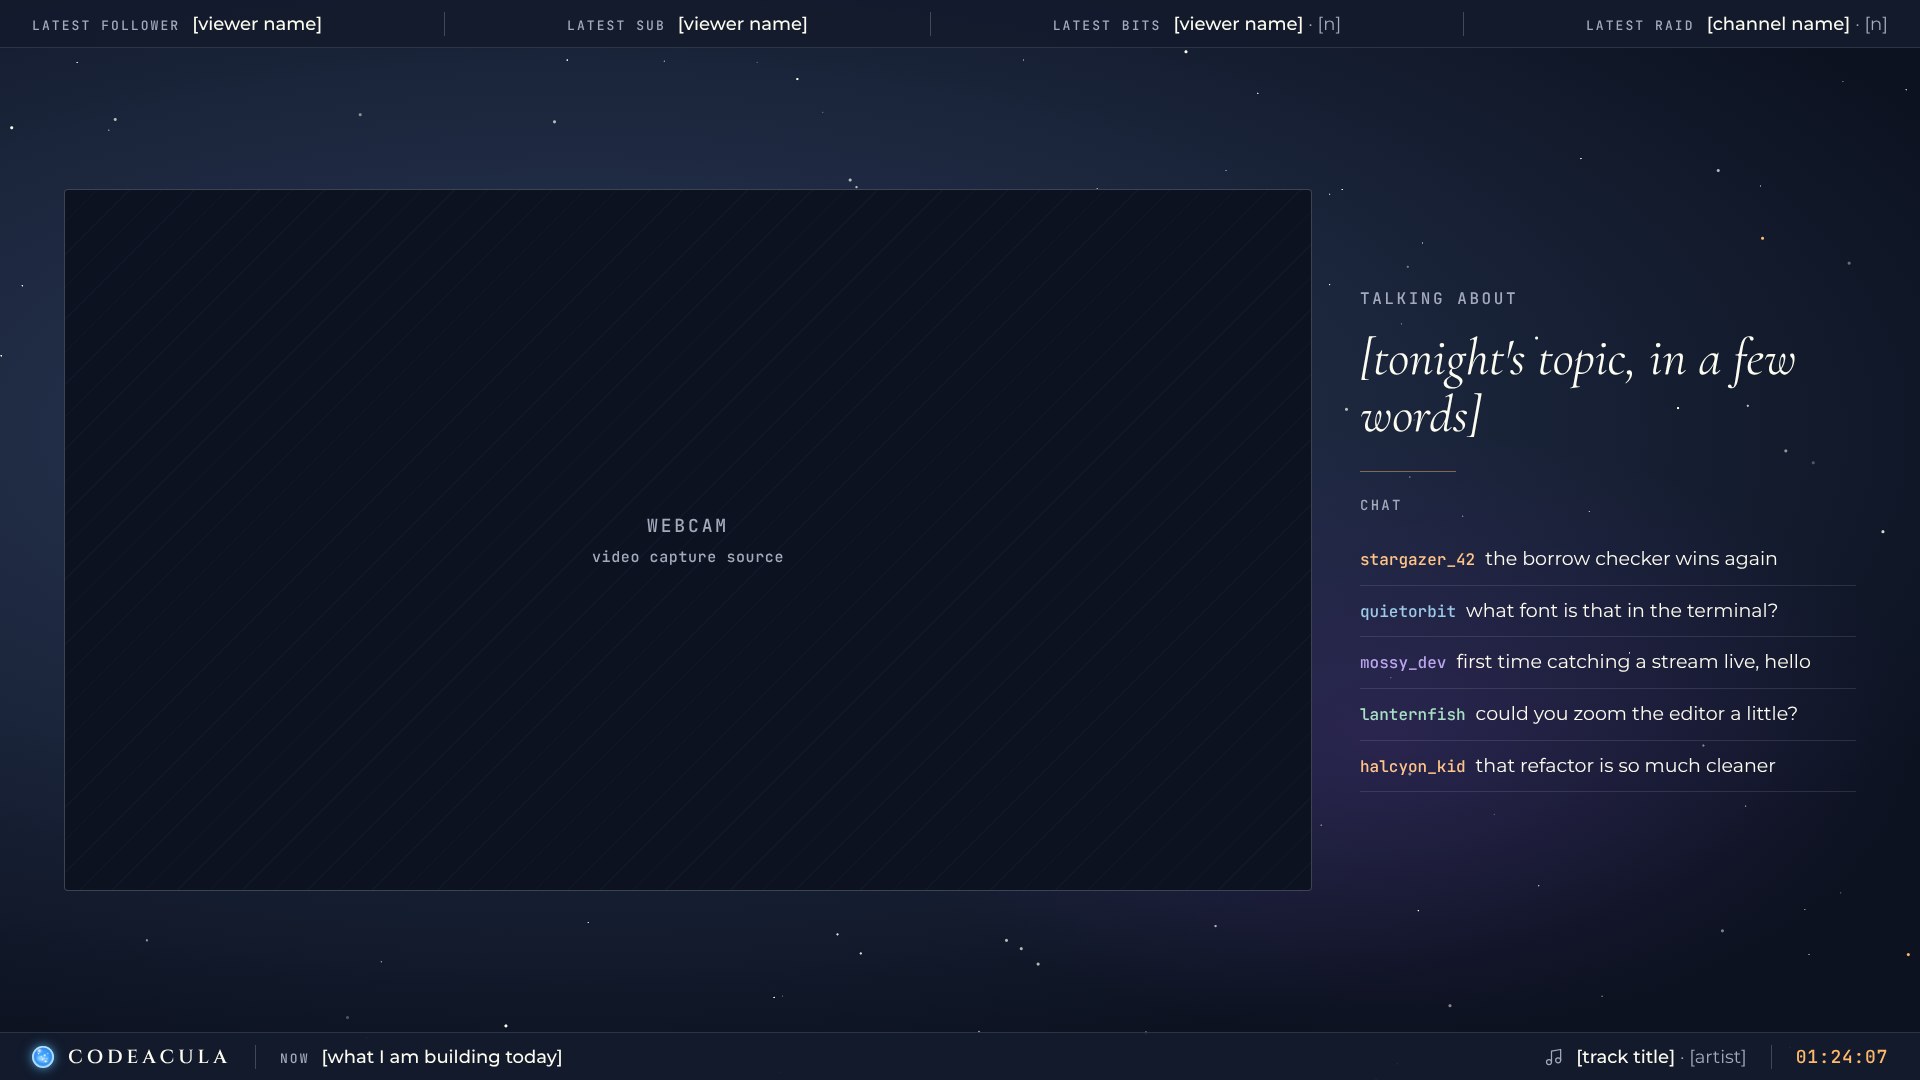 LATEST FOLLOWER [viewer name]
LATEST SUB [viewer name]
LATEST BITS [viewer name] · [n]
LATEST RAID [channel name] · [n]
WEBCAM
video capture source
TALKING ABOUT
[tonight's topic, in a few
words]
CHAT
stargazer_42 the borrow checker wins again
quietorbit what font is that in the terminal?
mossy_dev first time catching a stream live, hello
lanternfish could you zoom the editor a little?
halcyon_kid that refactor is so much cleaner
CODEACULA
NOW [what I am building today]
[track title] · [artist]
01:24:07